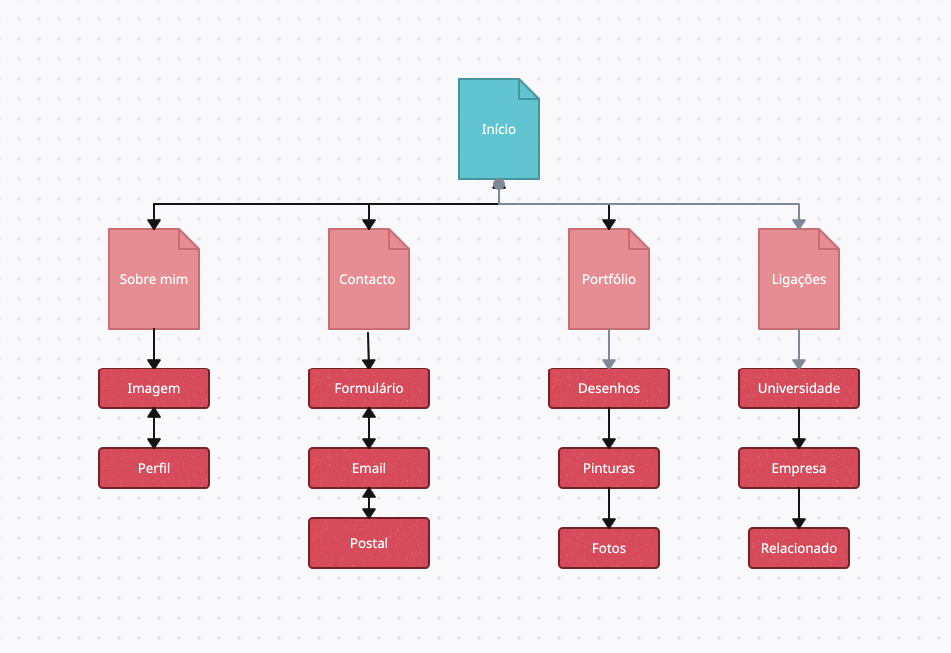 Início
Sobre mim
Contacto
Portfólio
Ligações
Imagem
Formulário
Desenhos
Universidade
Perfil
Email
Pinturas
Empresa
Postal
Fotos
Relacionado